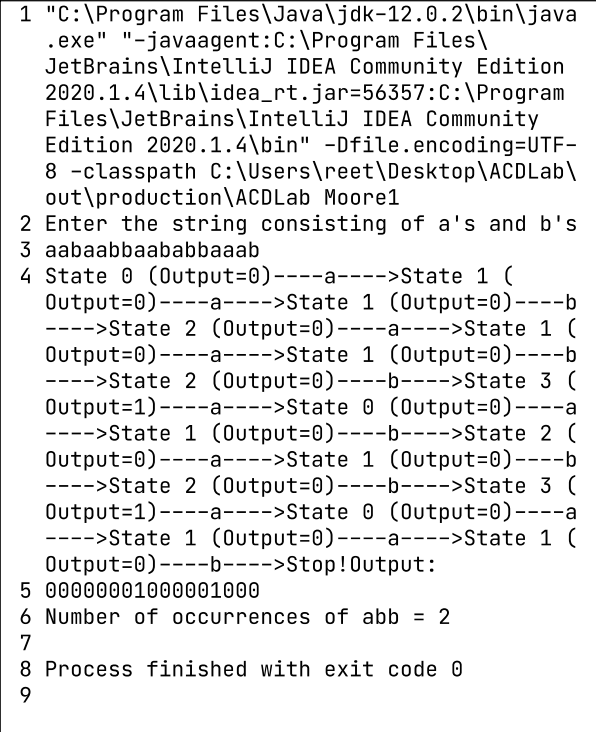 1 "C:\Program Files\Java\jdk-12.0.2\bin\java
.exe" "-javaagent:C:\Program Files\
JetBrains\IntelliJ IDEA Community Edition
2020.1.4\lib\idea_rt.jar=56357:C:\Program
Files\JetBrains\IntelliJ IDEA Community
Edition 2020.1.4\bin" -Dfile.encoding=UTF-
8 -classpath C:\Users\reet\Desktop\ACDLab\
out\production\ACDLab Moore1
2 Enter the string consisting of a's and b's
3 aabaabbaababbaaab
4 State 0 (Output=0)----a---->State 1 (
Output=0)----a---->State 1 (Output=0)----b
---->State 2 (Output=0)----a---->State 1 (
Output=0)----a---->State 1 (Output=0)----b
---->State 2 (Output=0)----b---->State 3 (
Output=1)----a---->State 0 (Output=0)----a
---->State 1 (Output=0)----b---->State 2 (
Output=0)----a---->State 1 (Output=0)----b
---->State 2 (Output=0)----b---->State 3 (
Output=1)----a---->State 0 (Output=0)----a
---->State 1 (Output=0)----a---->State 1 (
Output=0)----b---->Stop!Output:
5 00000001000001000
6 Number of occurrences of abb = 2
7
8 Process finished with exit code 0
9